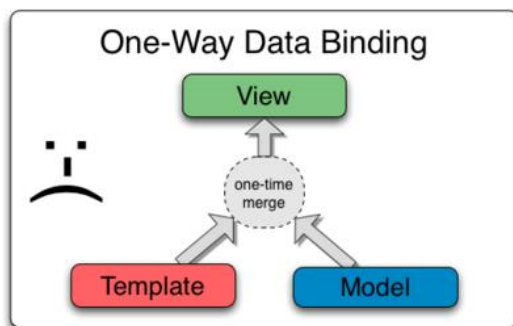 One-Way Data Binding
View
one-time
merge
Template
Model